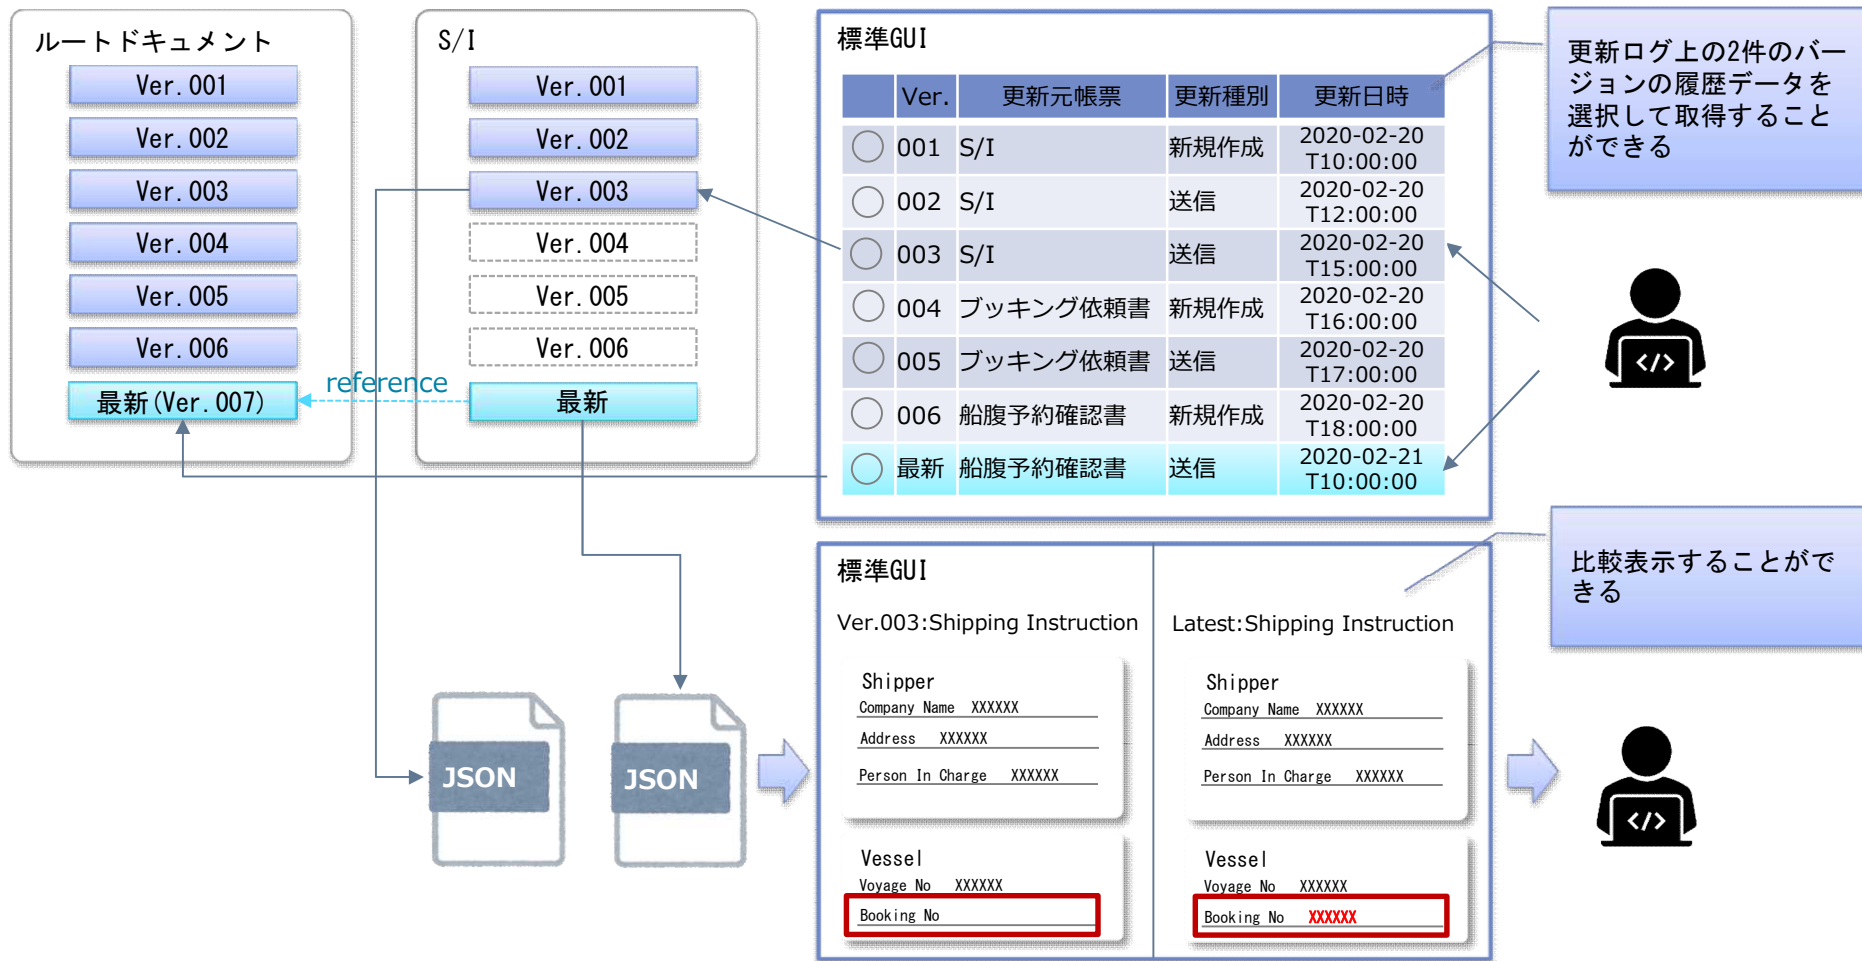 ルートドキュメント
Ver.001
Ver.002
Ver.003
Ver.004
Ver.005
Ver.006
最新(Ver.007)
reference
S/I
Ver.001
Ver.002
Ver.003
Ver.004
Ver.005
Ver.006
最新
標準GUI
Ver. 更新元帳票 更新種別 更新日時
001 S/I 新規作成 2020-02-20
T10:00:00
002 S/I 送信 2020-02-20
T12:00:00
003 S/I 送信 2020-02-20
T15:00:00
004 ブッキング依頼書 新規作成 2020-02-20
T16:00:00
005 ブッキング依頼書 送信 2020-02-20
T17:00:00
006 船腹予約確認書 新規作成 2020-02-20
T18:00:00
最新 船腹予約確認書 送信 2020-02-21
T10:00:00
更新ログ上の2件のバー
ジョンの履歴データを
選択して取得すること
ができる
</>
JSON
JSON
標準GUI
Ver.003:Shipping Instruction
Shipper
Company Name XXXXXX
Address XXXXXX
Person In Charge XXXXXX
Vessel
Voyage No XXXXXX
Booking No
Latest:Shipping Instruction
Shipper
Company Name XXXXXX
Address XXXXXX
Person In Charge XXXXXX
Vessel
Voyage No XXXXXX
Booking No XXXXXX
比較表示することがで
きる
</>